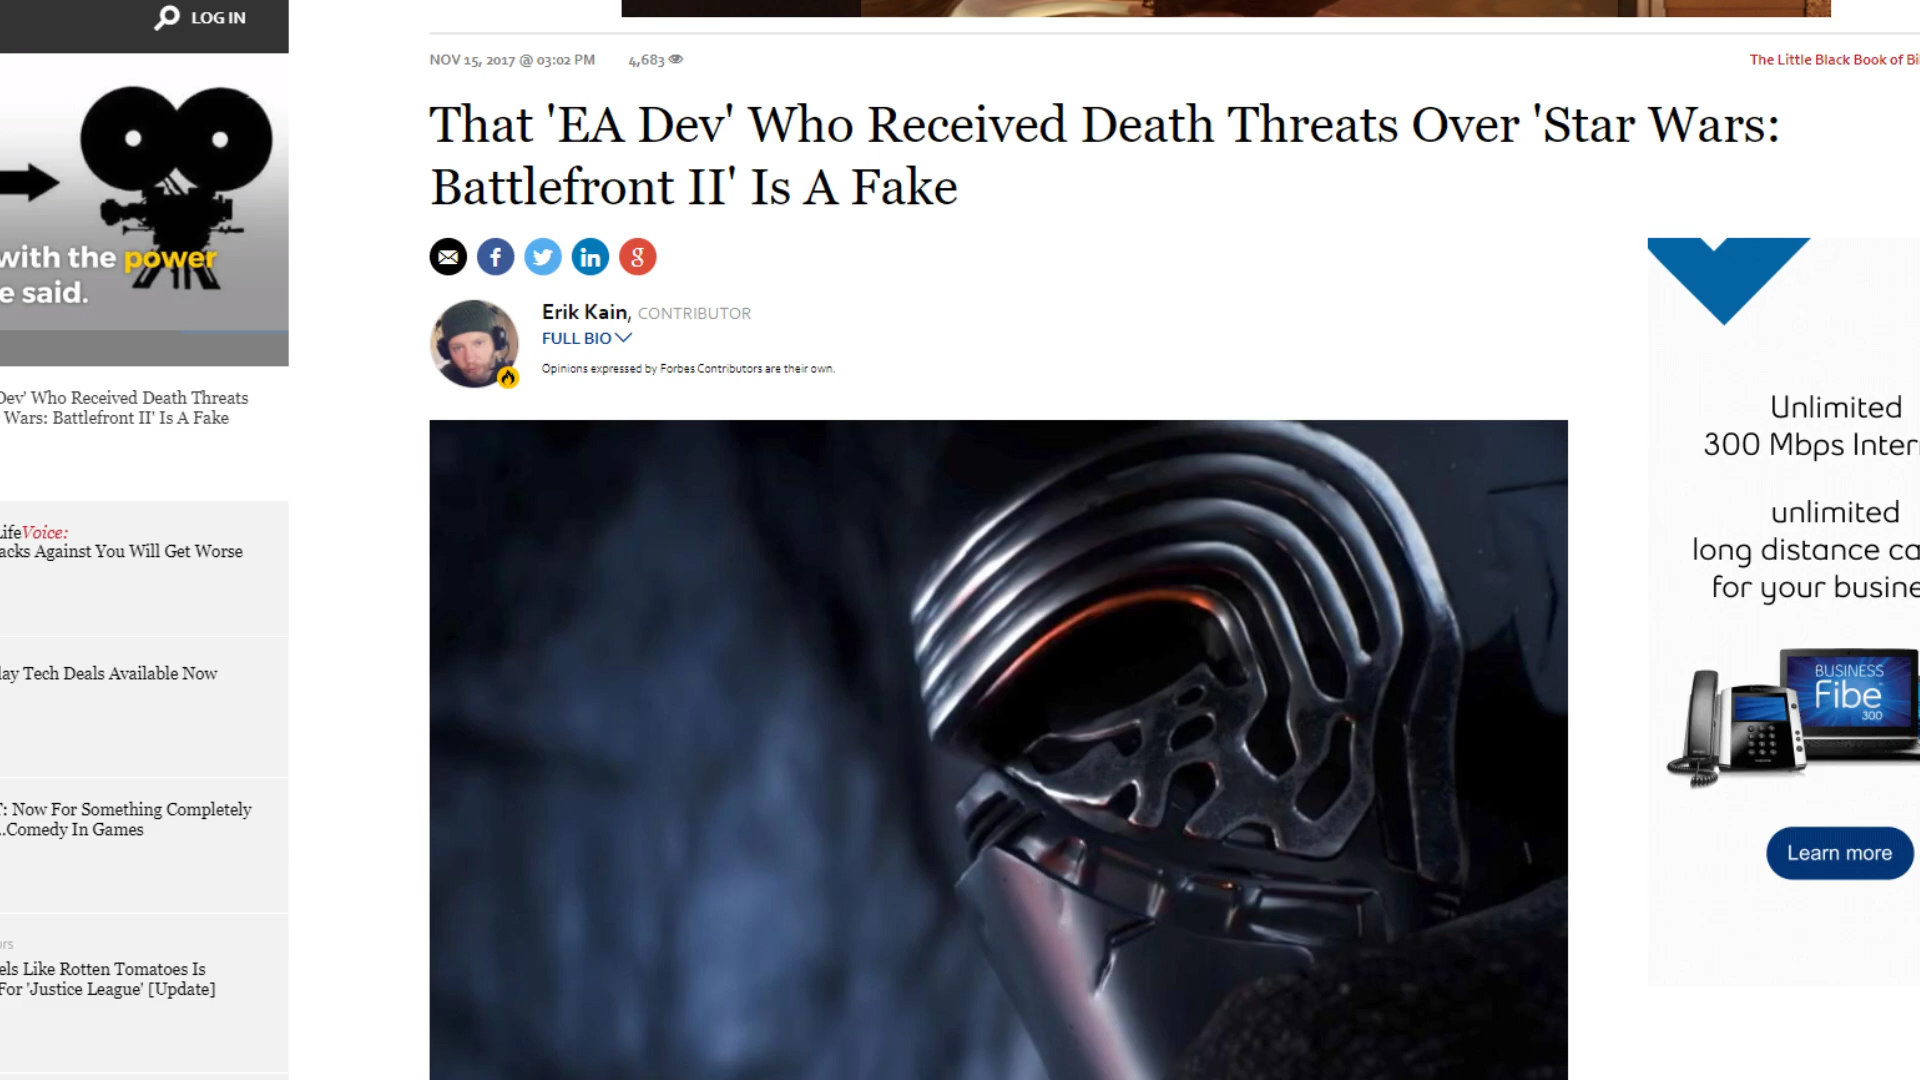 LOG IN
with the power
e said.
Dev' Who Received Death Threats
Wars: Battlefront II' Is A Fake
LifeVoice:
acks Against You Will Get Worse
lay Tech Deals Available Now
T: Now For Something Completely
...Comedy In Games
urs
els Like Rotten Tomatoes Is
For 'Justice League' [Update]
NOV 15, 2017 @ 03:02 PM 4,683
The Little Black Book of Bi
That 'EA Dev' Who Received Death Threats Over 'Star Wars:
Battlefront II' Is A Fake
f
in
g
Erik Kain, CONTRIBUTOR
FULL BIO
Opinions expressed by Forbes Contributors are their own.
Unlimited
300 Mbps Inter
unlimited
long distance ca
for your busine
BUSINESS
Fibe
300
Learn more